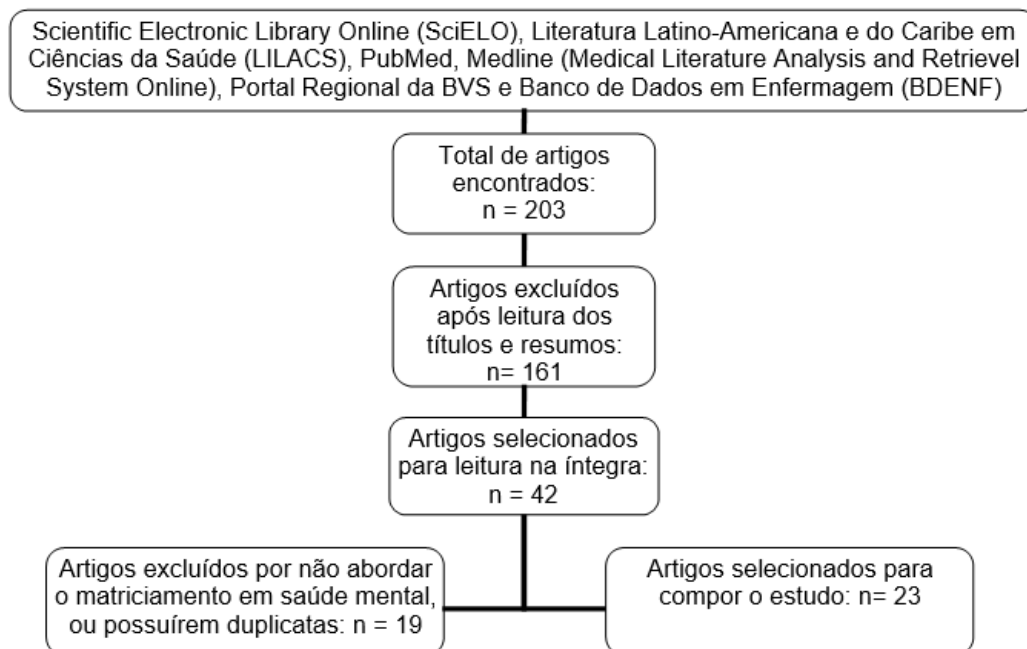 Scientific Electronic Library Online (SciELO), Literatura Latino-Americana e do Caribe em
Ciências da Saúde (LILACS), PubMed, Medline (Medical Literature Analysis and Retrievel
System Online), Portal Regional da BVS e Banco de Dados em Enfermagem (BDENF)
Total de artigos
encontrados:
n = 203
Artigos excluídos
após leitura dos
títulos e resumos:
n= 161
Artigos selecionados
para leitura na íntegra:
n = 42
Artigos excluídos por não abordar
o matriciamento em saúde mental,
ou possuírem duplicatas: n = 19
Artigos selecionados para
compor o estudo: n= 23